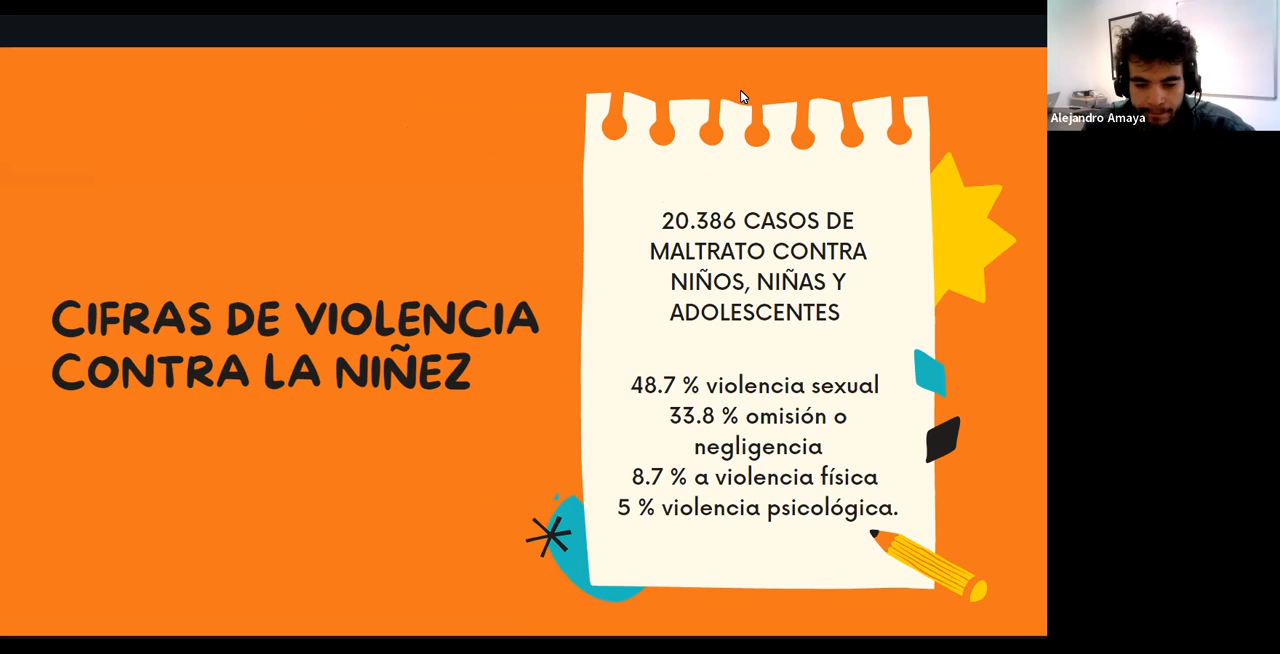 CIFRAS DE VIOLENCIA
CONTRA LA NIÑEZ
20.386 CASOS DE
MALTRATO CONTRA
NIÑOS, NIÑAS Y
ADOLESCENTES
48.7 % violencia sexual
33.8 % omisión o
negligencia
8.7 % a violencia física
5 % violencia psicológica.
Alejandro Amaya